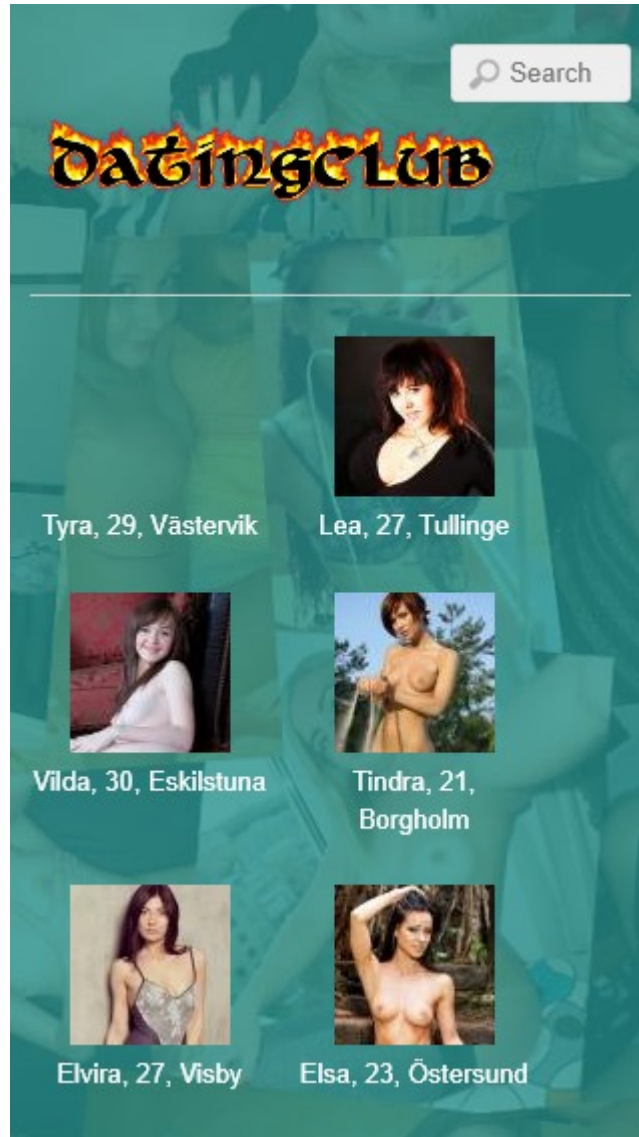 Search
DATINGCLUB
Tyra, 29, Västervik
Lea, 27, Tullinge
Vilda, 30, Eskilstuna
Tindra, 21,
Borgholm
Elvira, 27, Visby
Elsa, 23, Östersund